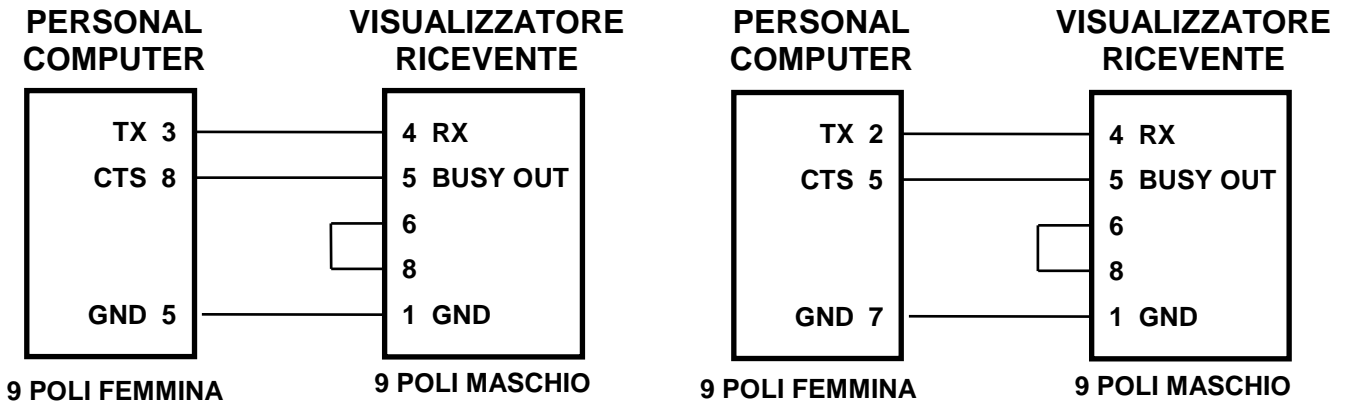 PERSONAL
COMPUTER
VISUALIZZATORE
RICEVENTE
TX 3
4 RX
CTS 8
5 BUSY OUT
6
8
GND 5
1 GND
9 POLI FEMMINA
9 POLI MASCHIO
PERSONAL
COMPUTER
VISUALIZZATORE
RICEVENTE
TX 2
4 RX
CTS 5
5 BUSY OUT
6
8
GND 7
1 GND
9 POLI FEMMINA
9 POLI MASCHIO